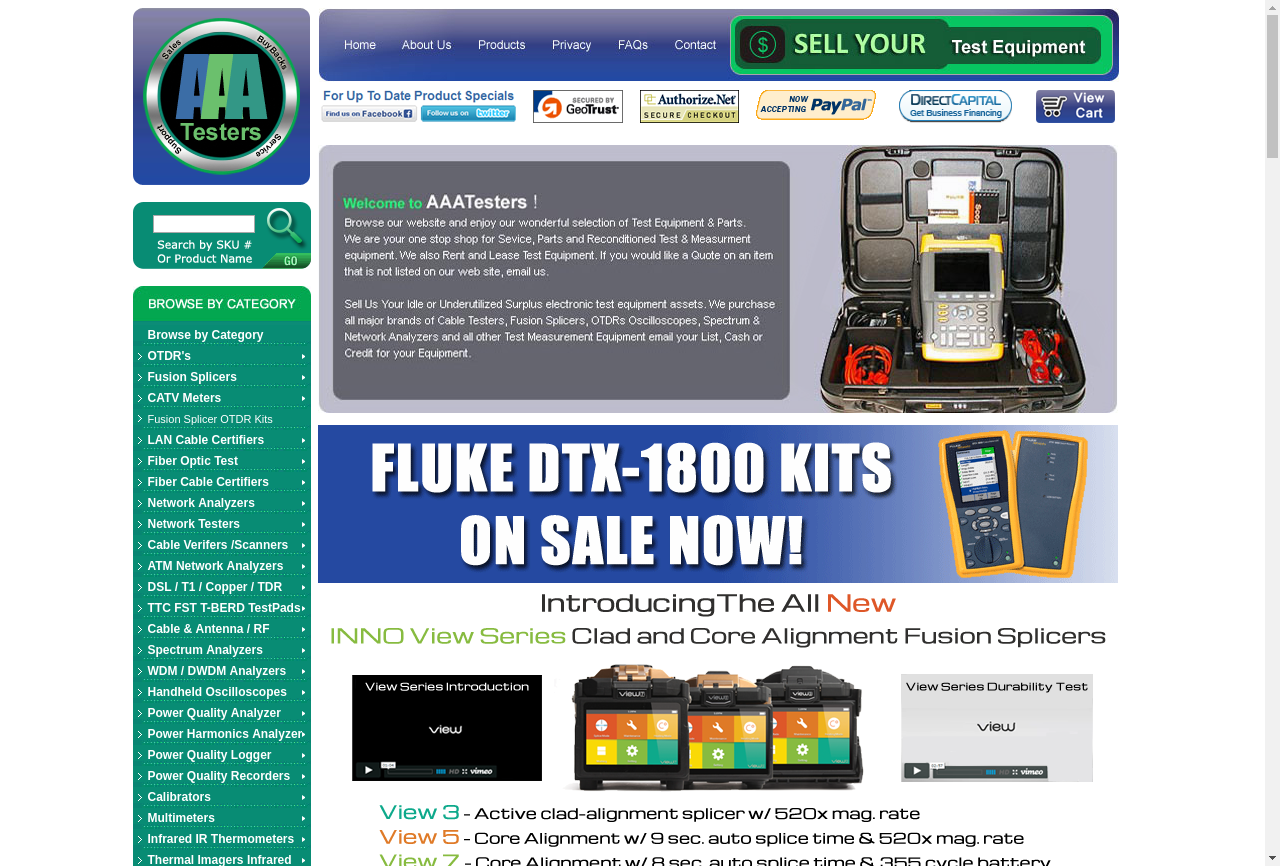 Sales
BuyBacks
AAA
Testers
Support
Service
Home
About Us
Products
Privacy
FAQs
Contact
$ SELL YOUR Test Equipment
For Up To Date Product Specials
Find us on Facebook
Follow us on twitter
SECURED BY
GeoTrust
Authorize.Net
SECURE CHECKOUT
NOW
ACCEPTING PayPal
DIRECTCAPITAL
Get Business Financing
View
Cart
Search by SKU #
Or Product Name
GO
Welcome to AAATesters !
Browse our website and enjoy our wonderful selection of Test Equipment & Parts.
We are your one stop shop for Sevice, Parts and Reconditioned Test & Measurment
equipment. We also Rent and Lease Test Equipment. If you would like a Quote on an item
that is not listed on our web site, email us.
Sell Us Your Idle or Underutilized Surplus electronic test equipment assets. We purchase
all major brands of Cable Testers, Fusion Splicers, OTDRs Oscilloscopes, Spectrum &
Network Analyzers and all other Test Measurement Equipment email your List, Cash or
Credit for your Equipment.
BROWSE BY CATEGORY
Browse by Category
OTDR's
Fusion Splicers
CATV Meters
Fusion Splicer OTDR Kits
LAN Cable Certifiers
Fiber Optic Test
Fiber Cable Certifiers
Network Analyzers
Network Testers
Cable Verifers /Scanners
ATM Network Analyzers
DSL / T1 / Copper / TDR
TTC FST T-BERD TestPads
Cable & Antenna / RF
Spectrum Analyzers
WDM / DWDM Analyzers
Handheld Oscilloscopes
Power Quality Analyzer
Power Harmonics Analyzer
Power Quality Logger
Power Quality Recorders
Calibrators
Multimeters
Infrared IR Thermometers
Thermal Imagers Infrared
FLUKE DTX-1800 KITS
ON SALE NOW!
IntroducingThe All New
INNO View Series Clad and Core Alignment Fusion Splicers
View Series Introduction
view
HD vimeo
View Series Durability Test
view
HD vimeo
View 3 - Active clad-alignment splicer w/ 520x mag. rate
View 5 - Core Alignment w/ 9 sec. auto splice time & 520x mag. rate
View 7 - Core Alignment w/ 8 sec. auto splice time & 355 cycle battery